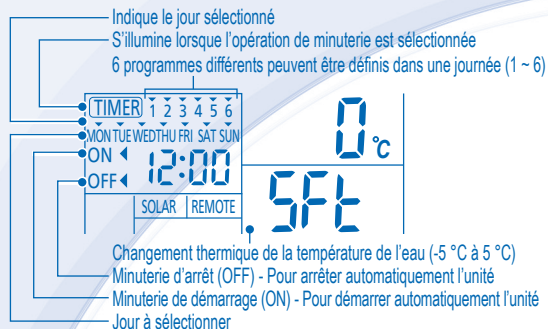 Indique le jour sélectionné
S'illumine lorsque l'opération de minuterie est sélectionnée
6 programmes différents peuvent être définis dans une journée (1 ~ 6)
TIMER 1 2 3 4 5 6
MON TUE WED THU FRI SAT SUN
ON
12:00
OFF
SOLAR REMOTE
0 °C
SFt
Changement thermique de la température de l'eau (-5 °C à 5 °C)
Minuterie d'arrêt (OFF) - Pour arrêter automatiquement l'unité
Minuterie de démarrage (ON) - Pour démarrer automatiquement l'unité
Jour à sélectionner